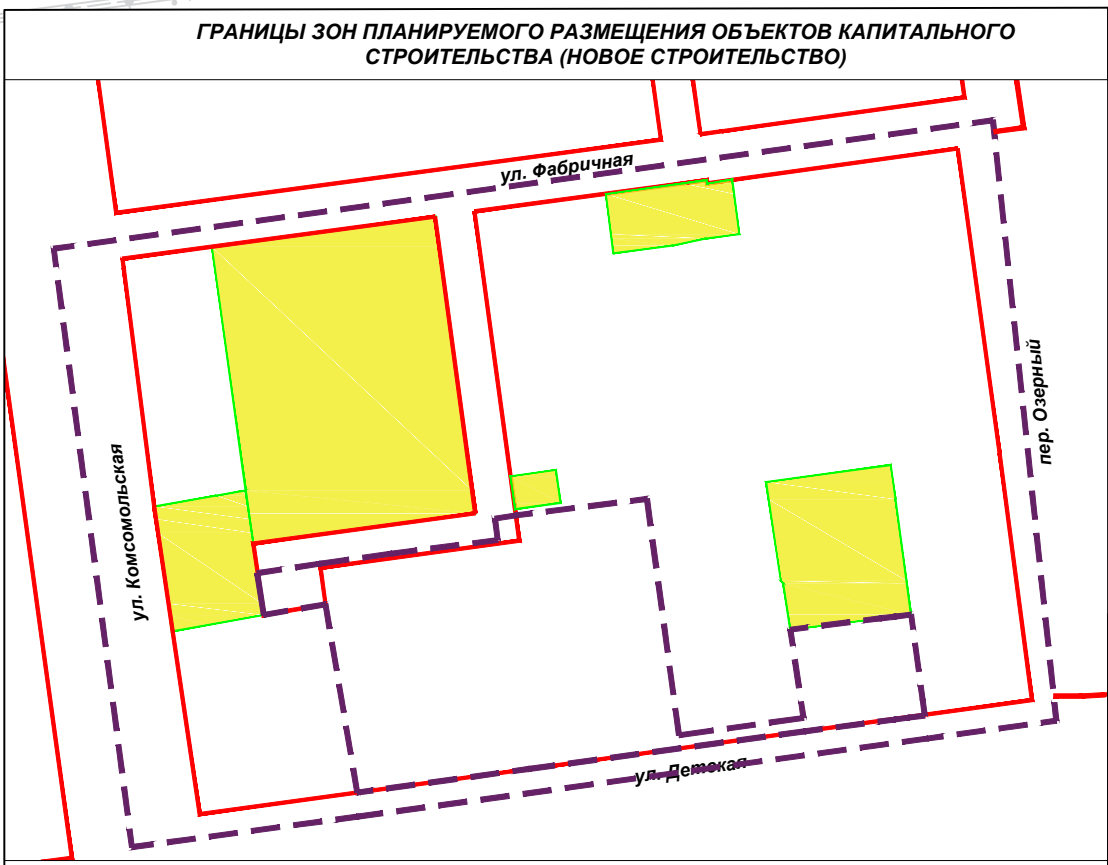 ГРАНИЦЫ ЗОН ПЛАНИРУЕМОГО РАЗМЕЩЕНИЯ ОБЪЕКТОВ КАПИТАЛЬНОГО
СТРОИТЕЛЬСТВА (НОВОЕ СТРОИТЕЛЬСТВО)
ул. Фабричная
пер. Озерный
ул. Комсомольская
ул. Детская